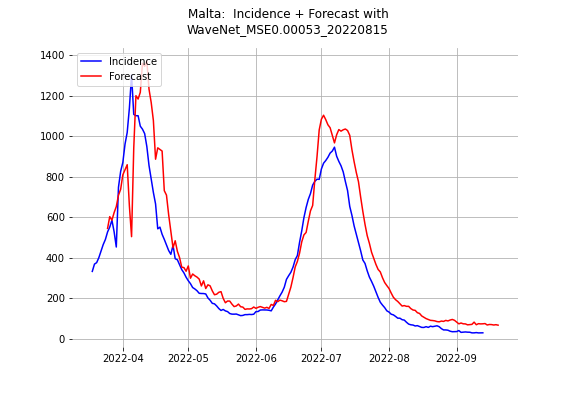 Malta:  Incidence + Forecast with
WaveNet_MSE0.00053_20220815
1400
1200
1000
800
600
400
200
0
Incidence
Forecast
2022-04 2022-05 2022-06 2022-07 2022-08 2022-09